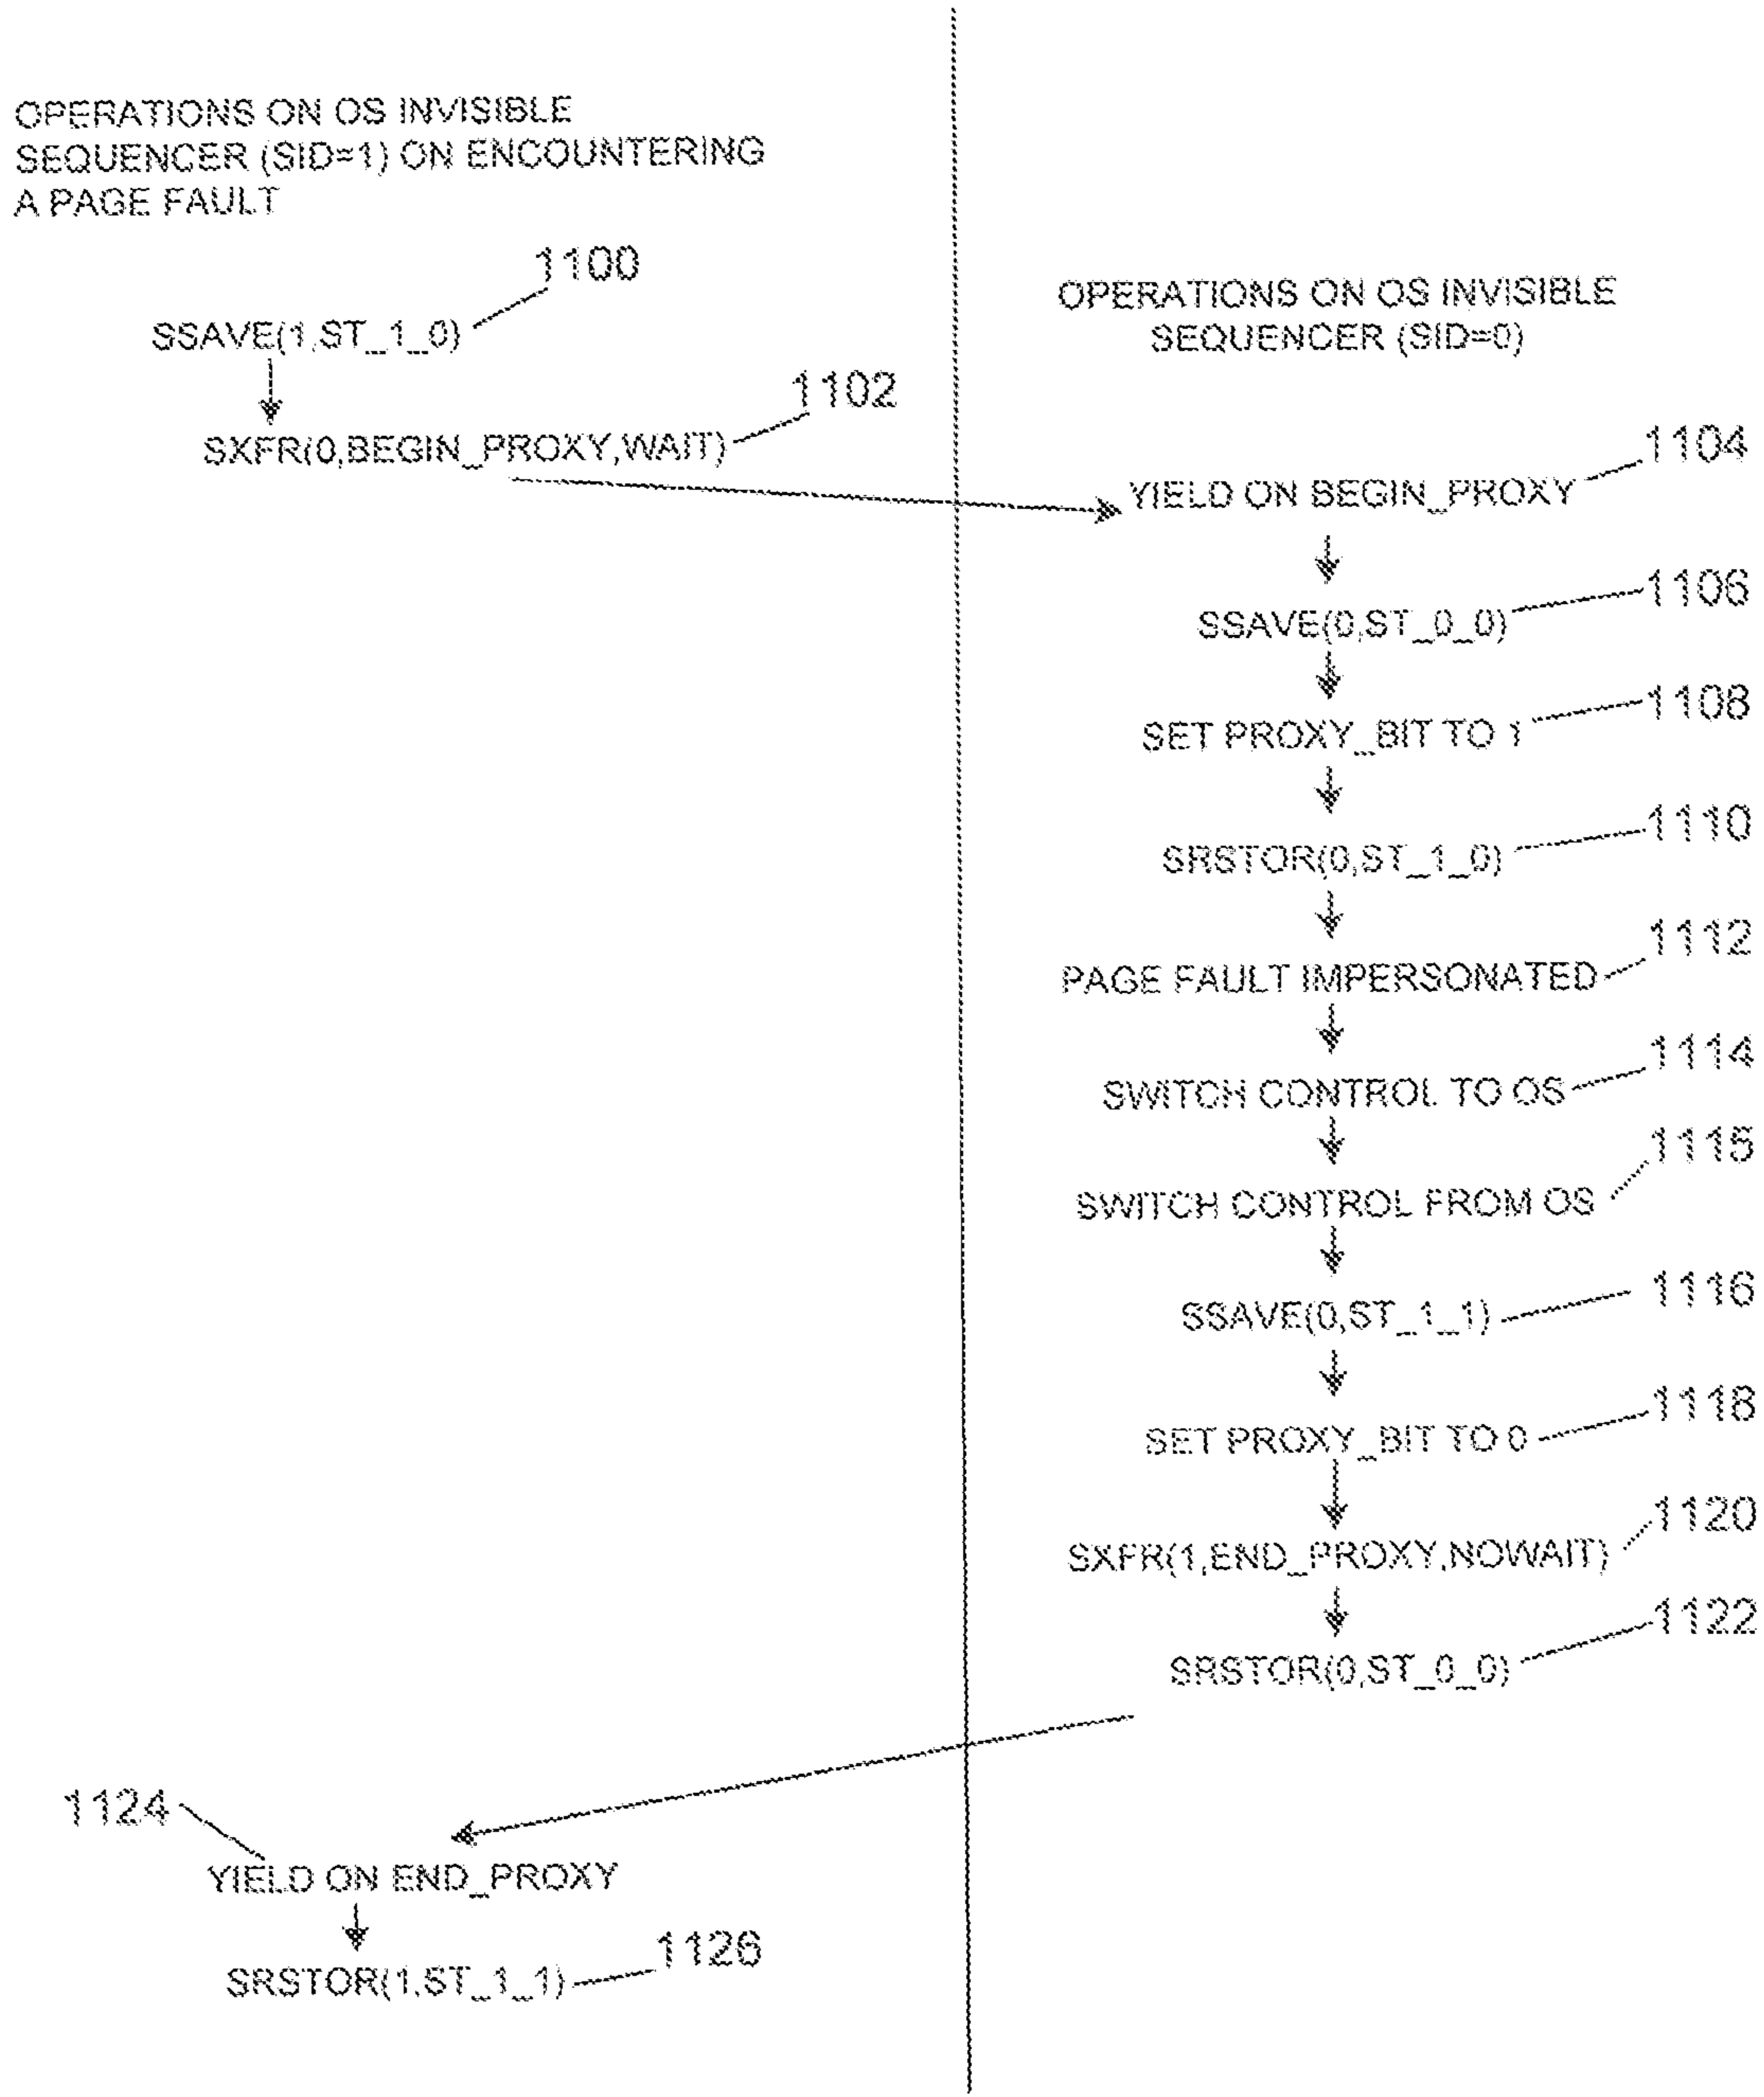 OPERATIONS ON OS INVISIBLE
SEQUENCER (SID=1) ON ENCOUNTERING
A PAGE FAULT
1100
SSAVE(1,ST_1_0)
1102
SXFR(0,BEGIN_PROXY,WAIT)
OPERATIONS ON OS INVISIBLE
SEQUENCER (SID=0)
1104
YIELD ON BEGIN_PROXY
1106
SSAVE(0,ST_0_0)
1108
SET PROXY_BIT TO 1
1110
SRSTOR(0,ST_1_0)
1112
PAGE FAULT IMPERSONATED
1114
SWITCH CONTROL TO OS
1115
SWITCH CONTROL FROM OS
1116
SSAVE(0,ST_1_1)
1118
SET PROXY_BIT TO 0
1120
SXFR(1,END_PROXY,NOWAIT)
1122
SRSTOR(0,ST_0_0)
1124
YIELD ON END_PROXY
1126
SRSTOR(1,ST_1_1)